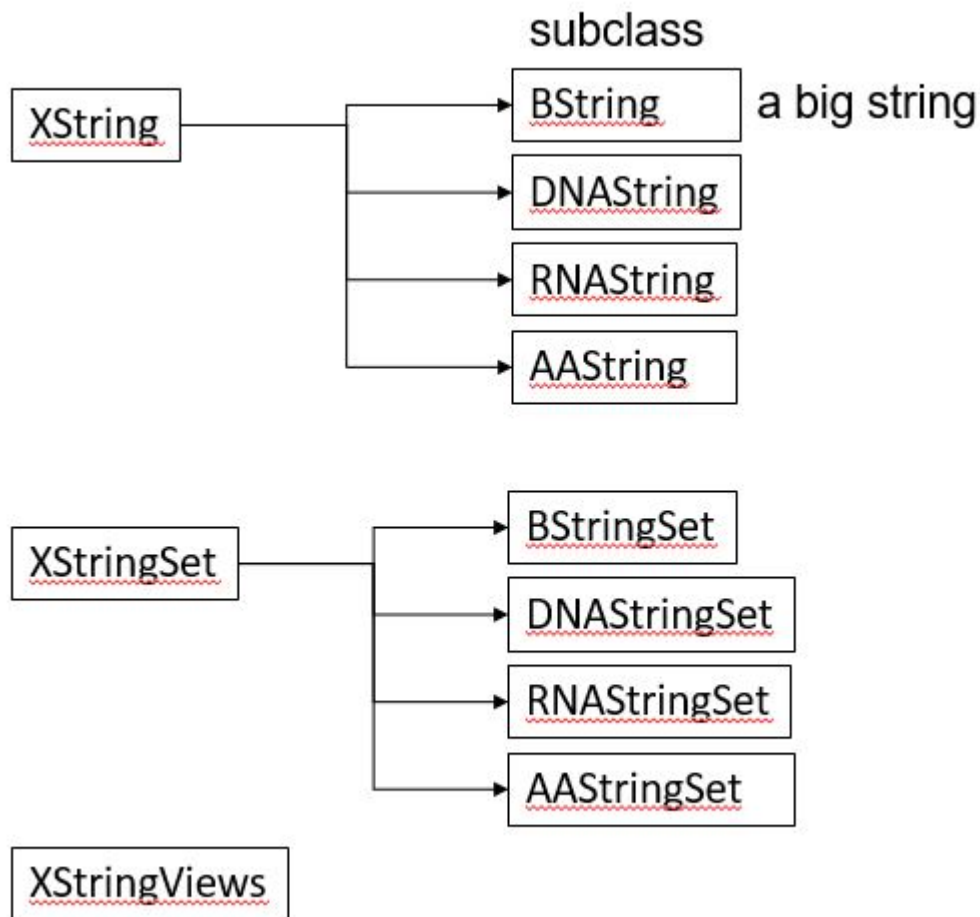 subclass
XString
BString
a big string
DNAString
RNAString
AAString
XStringSet
BStringSet
DNAStringSet
RNAStringSet
AAStringSet
XStringViews